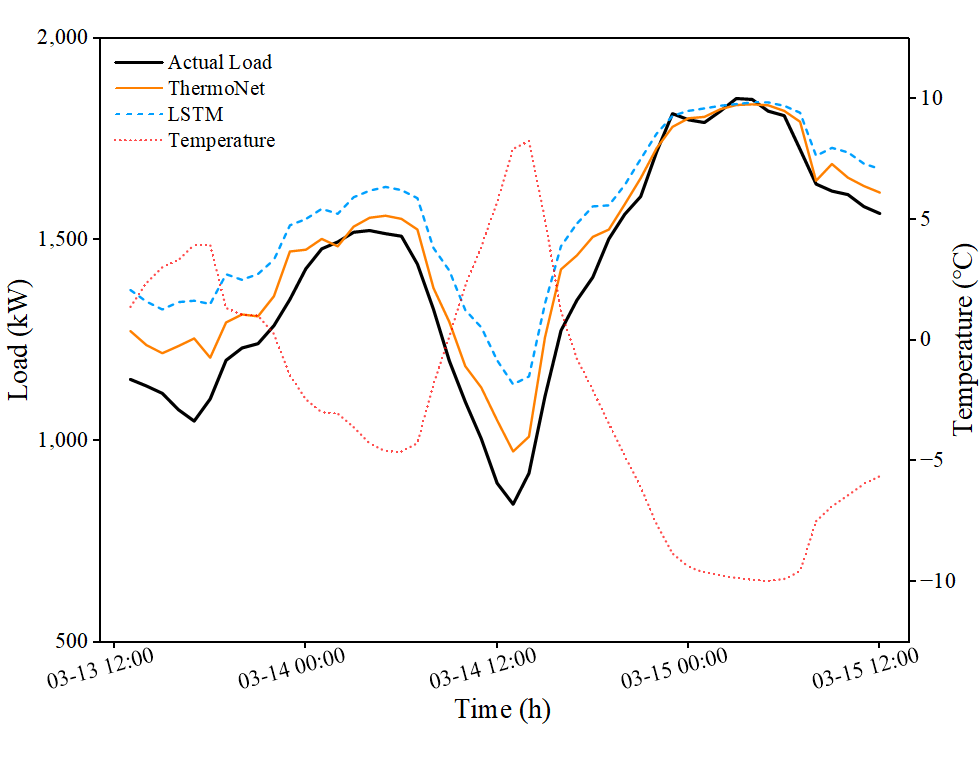 2,000
1,500
1,000
500
Load (kW)
Actual Load
ThermoNet
LSTM
Temperature
10
5
0
−5
−10
Temperature (°C)
03-13 12:00
03-14 00:00
03-14 12:00
03-15 00:00
03-15 12:00
Time (h)